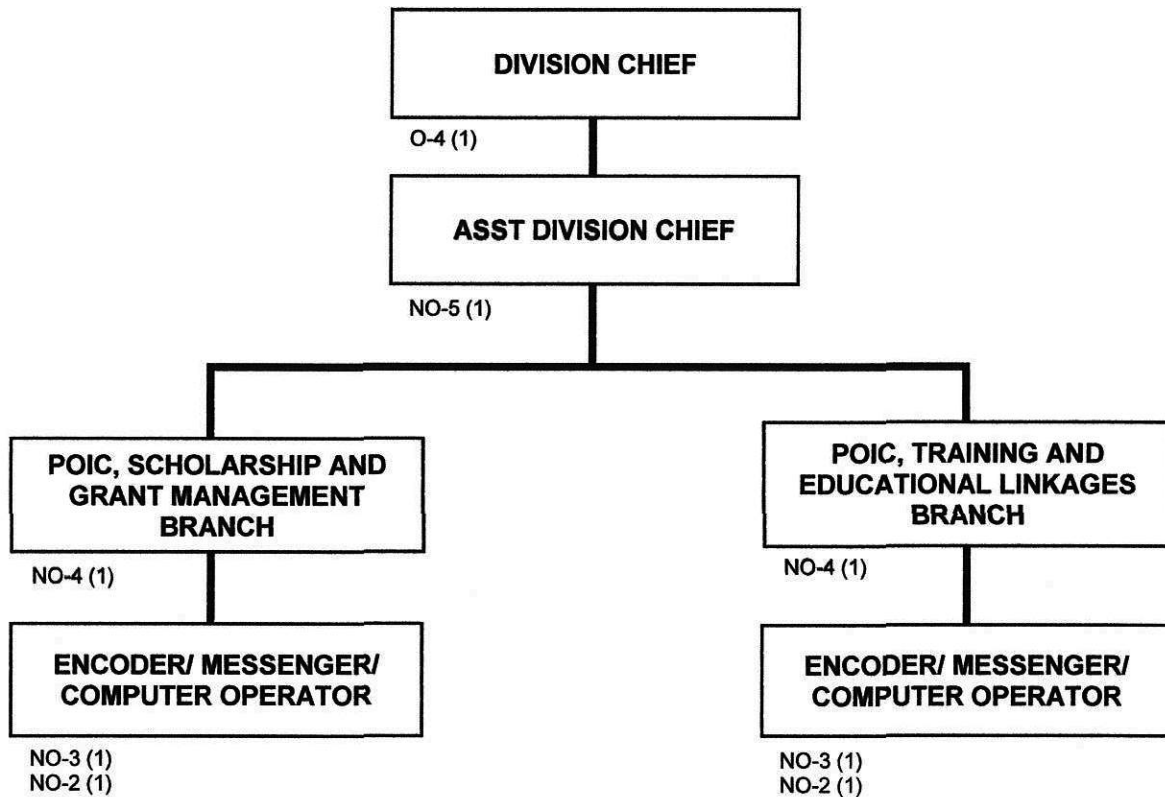 DIVISION CHIEF
O-4 (1)
ASST DIVISION CHIEF
NO-5 (1)
POIC, SCHOLARSHIP AND
GRANT MANAGEMENT
BRANCH
NO-4 (1)
POIC, TRAINING AND
EDUCATIONAL LINKAGES
BRANCH
NO-4 (1)
ENCODER/ MESSENGER/
COMPUTER OPERATOR
NO-3 (1)
NO-2 (1)
ENCODER/ MESSENGER/
COMPUTER OPERATOR
NO-3 (1)
NO-2 (1)